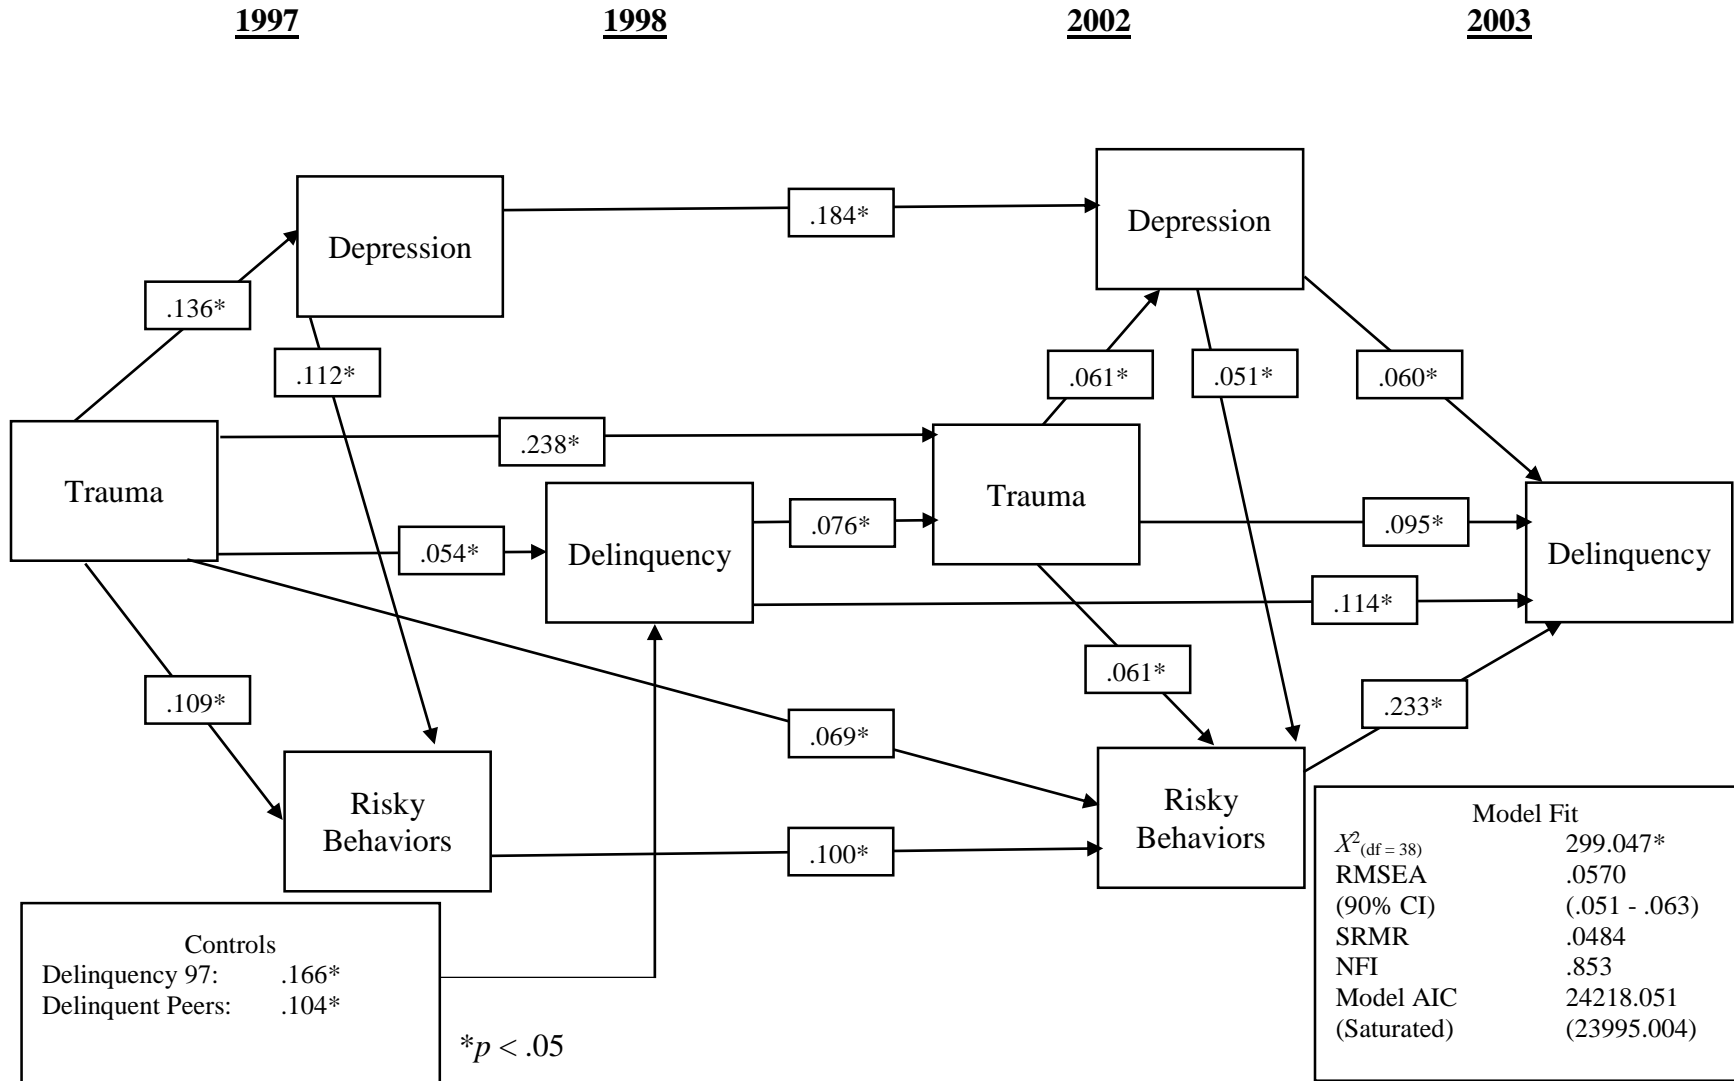 1997 1998 2002 2003
Depression
Depression
.184*
.136*
.112*
.061*
.051*
.060*
Trauma
.238*
Trauma
.054*
Delinquency
.076*
.095*
Delinquency
.114*
.109*
.069*
.061*
.233*
Risky
Behaviors
.100*
Risky
Behaviors
Controls
Delinquency 97: .166*
Delinquent Peers: .104*
*p < .05
Model Fit
X²(df = 38) 299.047*
RMSEA .0570
(90% CI) (.051 - .063)
SRMR .0484
NFI .853
Model AIC 24218.051
(Saturated) (23995.004)